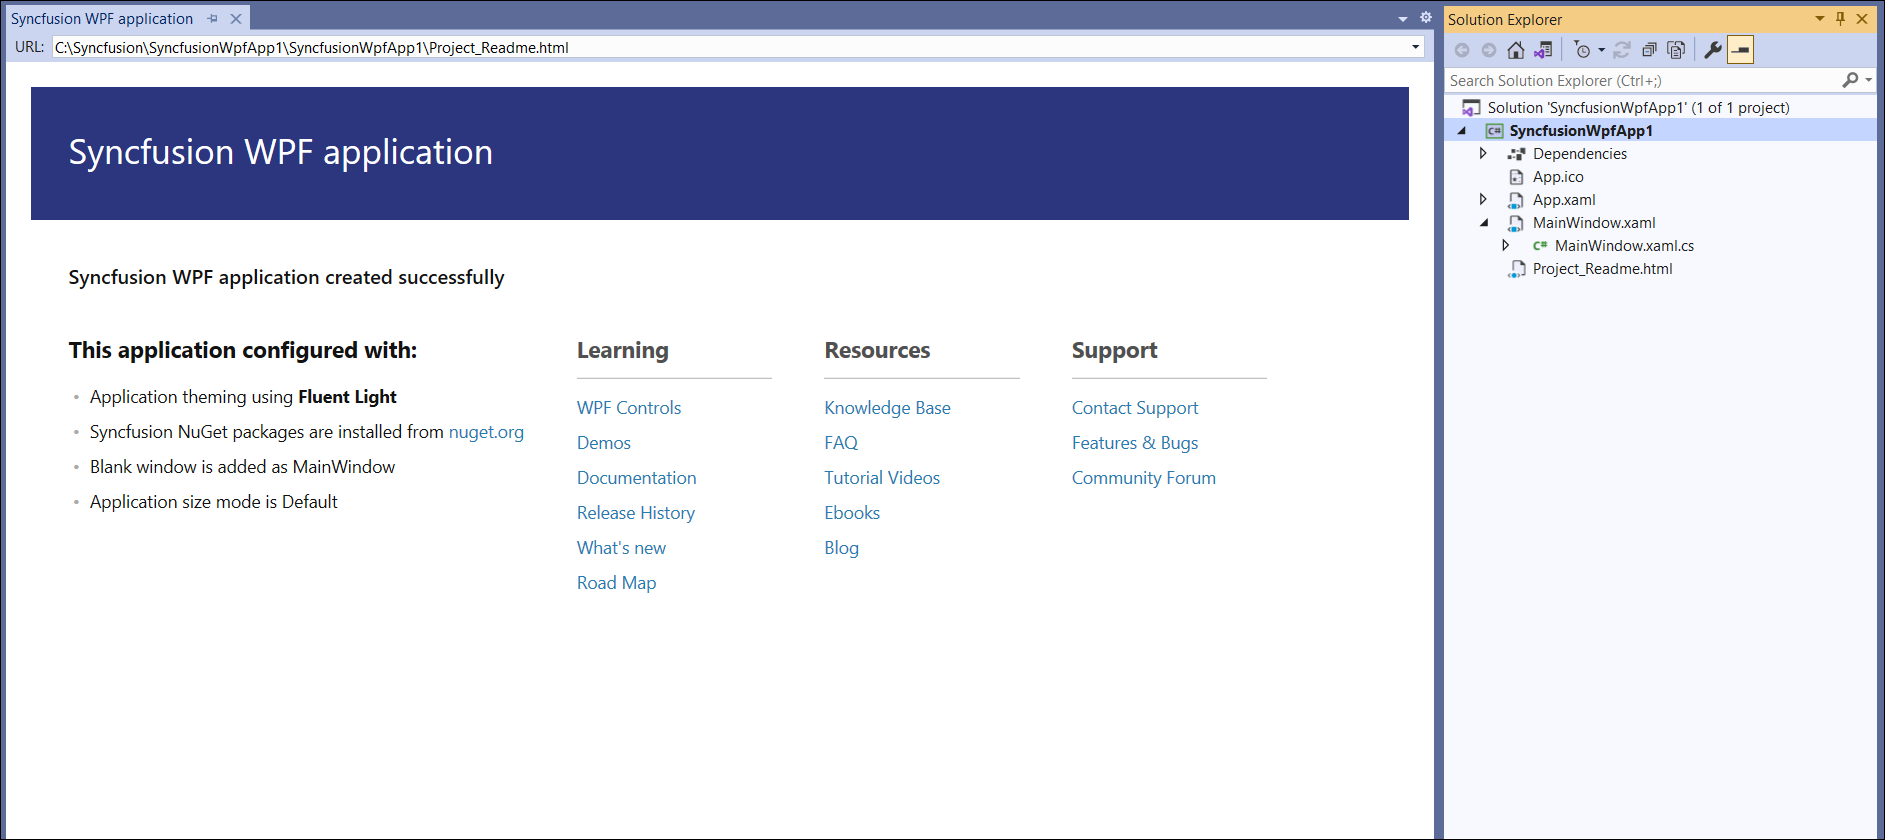 Syncfusion WPF application
URL: C:\Syncfusion\SyncfusionWpfApp1\SyncfusionWpfApp1\Project_Readme.html
Syncfusion WPF application
Syncfusion WPF application created successfully
This application configured with:
Application theming using Fluent Light
Syncfusion NuGet packages are installed from nuget.org
Blank window is added as MainWindow
Application size mode is Default
Learning
WPF Controls
Demos
Documentation
Release History
What's new
Road Map
Resources
Knowledge Base
FAQ
Tutorial Videos
Ebooks
Blog
Support
Contact Support
Features & Bugs
Community Forum
Solution Explorer
Search Solution Explorer (Ctrl+;)
Solution 'SyncfusionWpfApp1' (1 of 1 project)
C# SyncfusionWpfApp1
Dependencies
App.ico
App.xaml
MainWindow.xaml
C# MainWindow.xaml.cs
Project_Readme.html